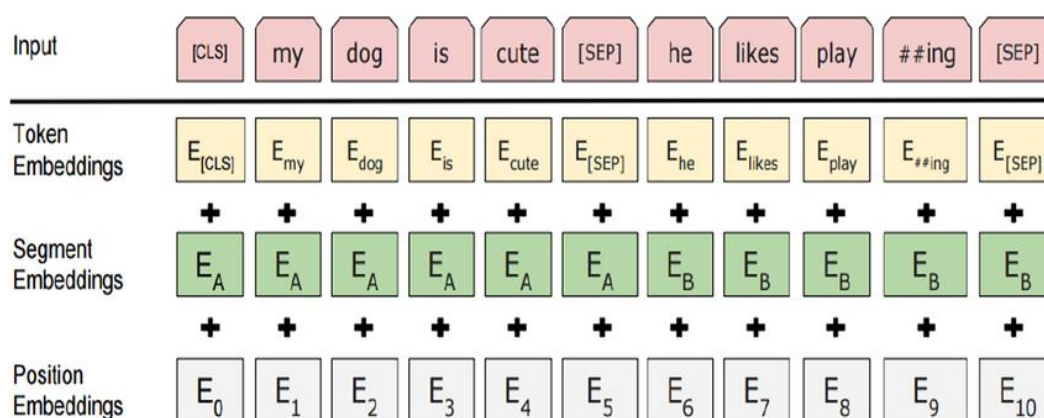 Input [CLS] my dog is cute [SEP] he likes play ##ing [SEP]
Token Embeddings E[CLS] Emy Edog Eis Ecute E[SEP] Ehe Elikes Eplay E##ing E[SEP]
+ + + + + + + + + + +
Segment Embeddings EA EA EA EA EA EA EB EB EB EB EB
+ + + + + + + + + + +
Position Embeddings E0 E1 E2 E3 E4 E5 E6 E7 E8 E9 E10